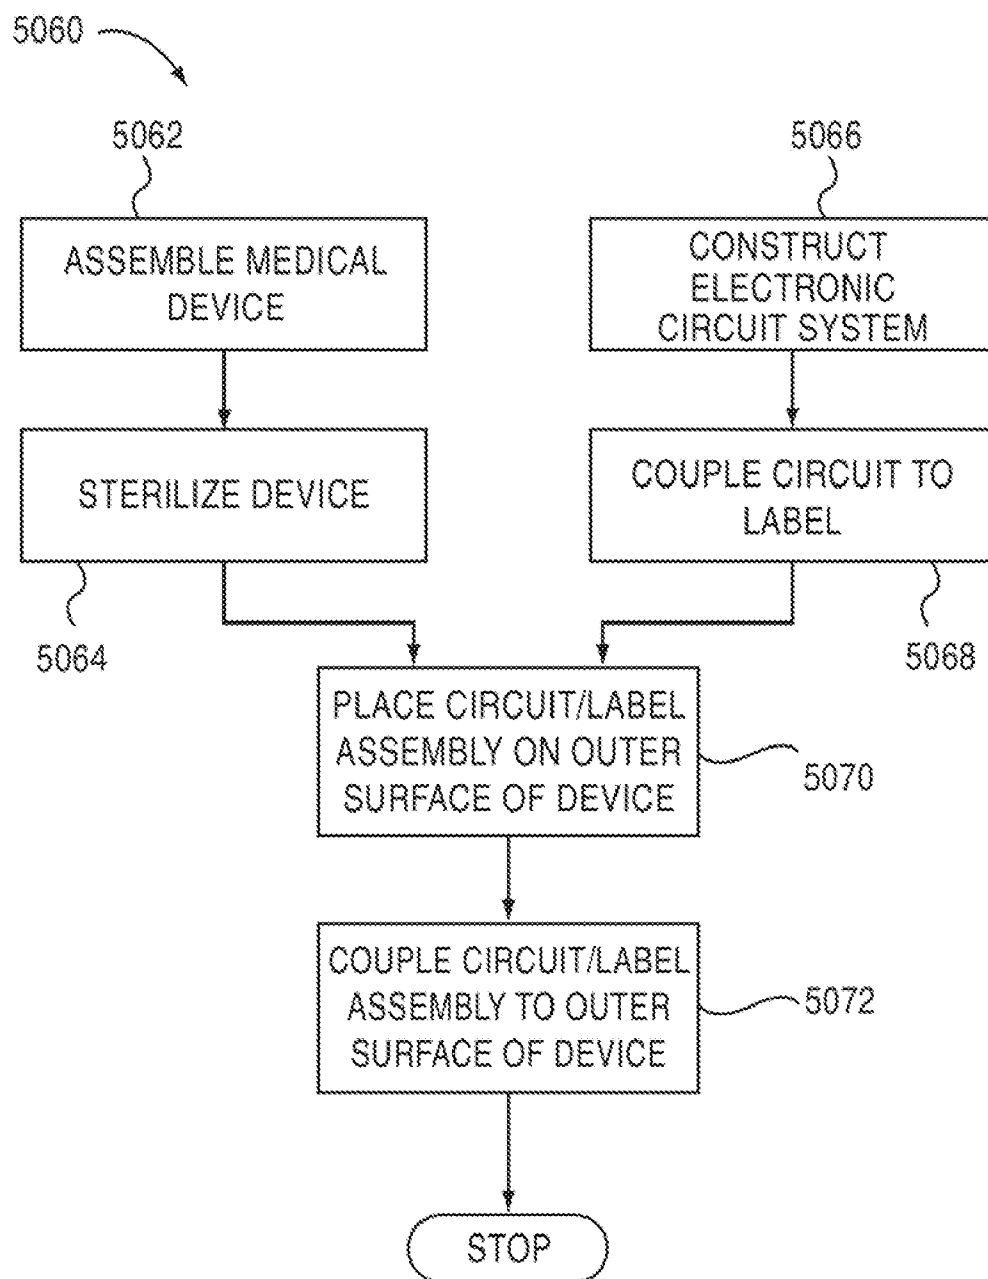 5060
5062
5066
ASSEMBLE MEDICAL
DEVICE
CONSTRUCT
ELECTRONIC
CIRCUIT SYSTEM
STERILIZE DEVICE
COUPLE CIRCUIT TO
LABEL
5064
5068
PLACE CIRCUIT/LABEL
ASSEMBLY ON OUTER
SURFACE OF DEVICE
5070
COUPLE CIRCUIT/LABEL
ASSEMBLY TO OUTER
SURFACE OF DEVICE
5072
STOP